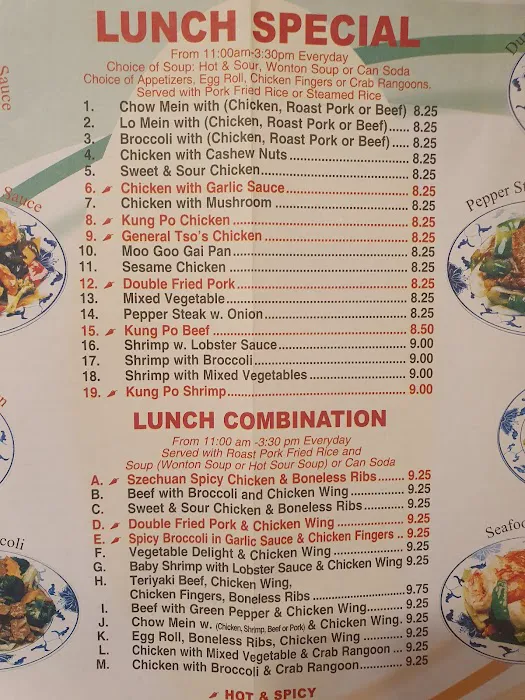 LUNCH SPECIAL
From 11:00am-3:30pm Everyday
Choice of Soup: Hot & Sour, Wonton Soup or Can Soda
Choice of Appetizers, Egg Roll, Chicken Fingers or Crab Rangoons.
Served with Pork Fried Rice or Steamed Rice
1. Chow Mein with (Chicken, Roast Pork or Beef) 8.25
2. Lo Mein with (Chicken, Roast Pork or Beef)...... 8.25
3. Broccoli with (Chicken, Roast Pork or Beef)..... 8.25
4. Chicken with Cashew Nuts ............ 8.25
5. Sweet & Sour Chicken............ 8.25
6. Chicken with Garlic Sauce............ 8.25
7. Chicken with Mushroom ............ 8.25
8. Kung Po Chicken ............ 8.25
9. General Tso's Chicken ............ 8.25
10. Moo Goo Gai Pan............ 8.25
11. Sesame Chicken ............ 8.25
12. Double Fried Pork............ 8.25
13. Mixed Vegetable............ 8.25
14. Pepper Steak w. Onion............ 8.25
15. Kung Po Beef ............ 8.50
16. Shrimp w. Lobster Sauce............ 9.00
17. Shrimp with Broccoli............ 9.00
18. Shrimp with Mixed Vegetables ............ 9.00
19. Kung Po Shrimp............ 9.00
LUNCH COMBINATION
From 11:00 am -3:30 pm Everyday
Served with Roast Pork Fried Rice and
Soup (Wonton Soup or Hot Sour Soup) or Can Soda
A. Szechuan Spicy Chicken & Boneless Ribs....... 9.25
B. Beef with Broccoli and Chicken Wing............ 9.25
C. Sweet & Sour Chicken & Boneless Ribs........... 9.25
D. Double Fried Pork & Chicken Wing ............ 9.25
E. Spicy Broccoli in Garlic Sauce & Chicken Fingers .. 9.25
F. Vegetable Delight & Chicken Wing............ 9.25
G. Baby Shrimp with Lobster Sauce & Chicken Wing 9.25
H. Teriyaki Beef, Chicken Wing,
Chicken Fingers, Boneless Ribs ............ 9.75
I. Beef with Green Pepper & Chicken Wing.......... 9.25
J. Chow Mein w. (Chicken, Shrimp, Beef or Pork) & Chicken Wing. 9.25
K. Egg Roll, Boneless Ribs, Chicken Wing ............ 9.25
L. Chicken with Mixed Vegetable & Crab Rangoon ... 9.25
M. Chicken with Broccoli & Crab Rangoon............ 9.25
HOT & SPICY
Sauce
Sauce
Pepper St